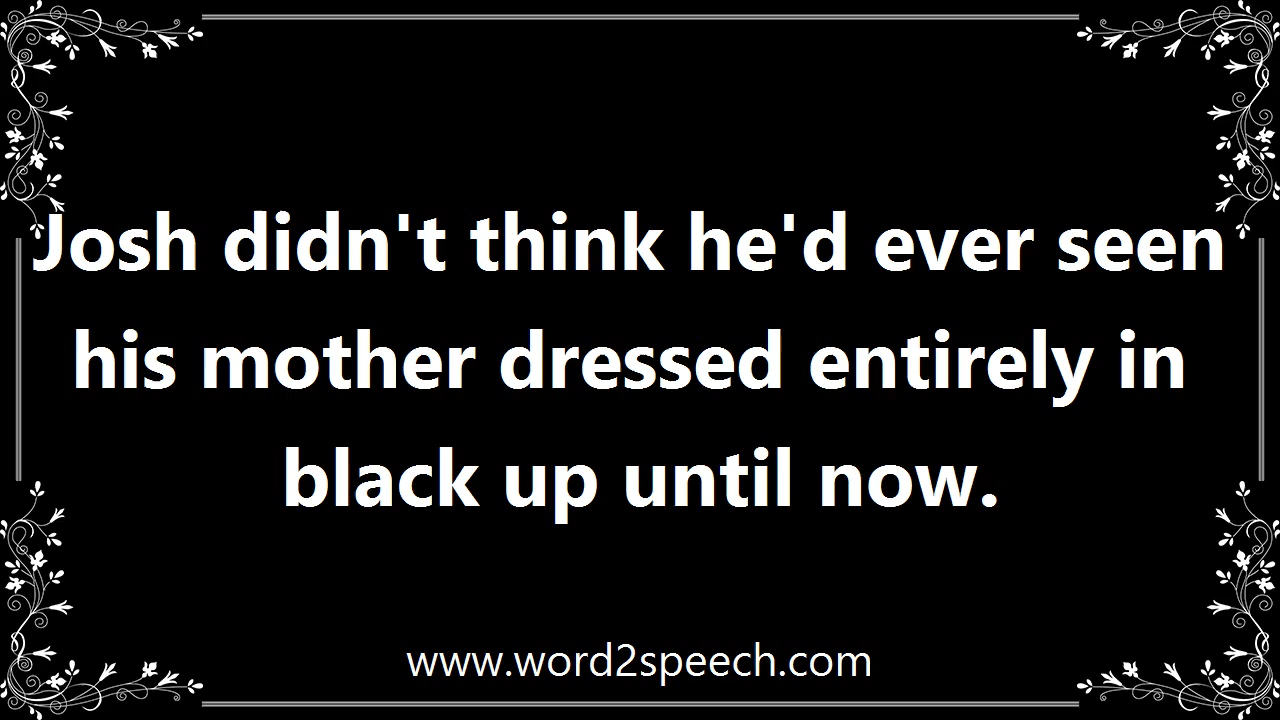 Josh didn't think he'd ever seen
his mother dressed entirely in
black up until now.
www.word2speech.com